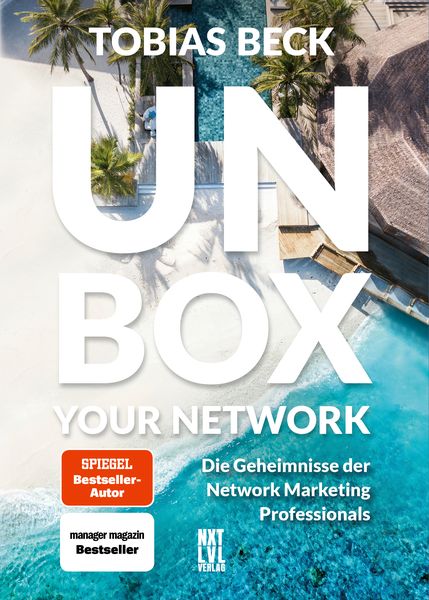 TOBIAS BECK
UN
BOX
YOUR NETWORK
Die Geheimnisse der
Network Marketing
Professionals
SPIEGEL
Bestseller-
Autor
manager magazin
Bestseller
NXT
LVL
VERLAG